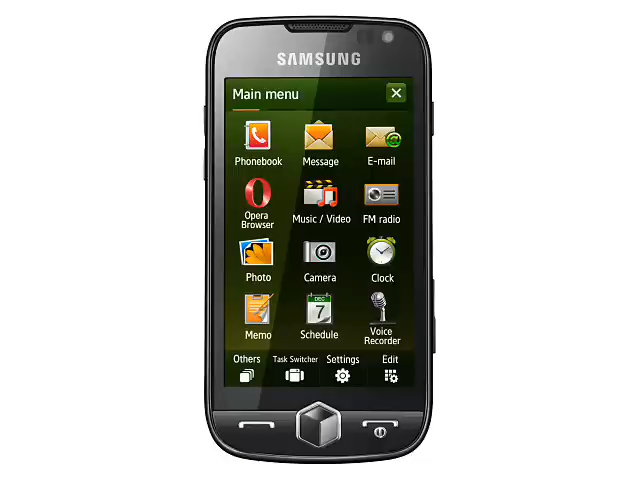 SAMSUNG
Main menu
Phonebook
Message
E-mail
Opera
Browser
Music / Video
FM radio
Photo
Camera
Clock
DEC
7
Memo
Schedule
Voice
Recorder
Others
Task Switcher
Settings
Edit